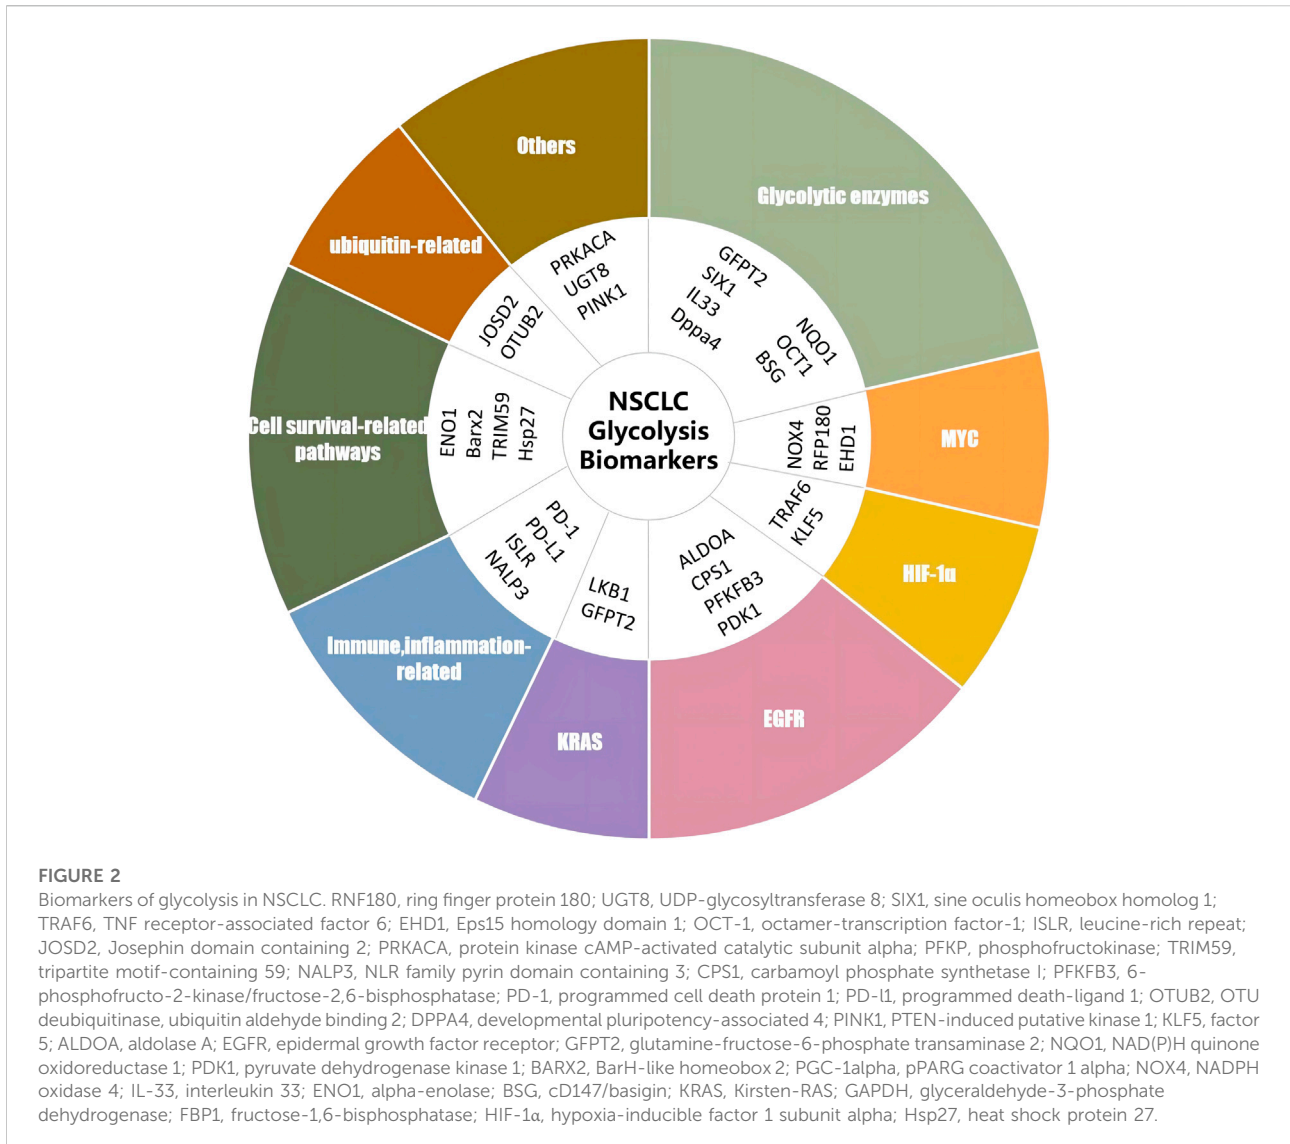 Others
Glycolytic enzymes
MYC
HIF-1α
EGFR
KRAS
Immune,inflammation-
related
Cell survival-related
pathways
ubiquitin-related
PRKACA
UGT8
PINK1
GFPT2
SIX1
IL33
Dppa4
NQO1
OCT1
BSG
NOX4
RFP180
EHD1
TRAF6
KLF5
ALDOA
CPS1
PFKFB3
PDK1
LKB1
GFPT2
PD-1
PD-L1
ISLR
NALP3
ENO1
Barx2
TRIM59
Hsp27
JOSD2
OTUB2
NSCLC
Glycolysis
Biomarkers
FIGURE 2
Biomarkers of glycolysis in NSCLC. RNF180, ring finger protein 180; UGT8, UDP-glycosyltransferase 8; SIX1, sine oculis homeobox homolog 1;
TRAF6, TNF receptor-associated factor 6; EHD1, Eps15 homology domain 1; OCT-1, octamer-transcription factor-1; ISLR, leucine-rich repeat;
JOSD2, Josephin domain containing 2; PRKACA, protein kinase cAMP-activated catalytic subunit alpha; PFKP, phosphofructokinase; TRIM59,
tripartite motif-containing 59; NALP3, NLR family pyrin domain containing 3; CPS1, carbamoyl phosphate synthetase I; PFKFB3, 6-
phosphofructo-2-kinase/fructose-2,6-bisphosphatase; PD-1, programmed cell death protein 1; PD-l1, programmed death-ligand 1; OTUB2, OTU
deubiquitinase, ubiquitin aldehyde binding 2; DPPA4, developmental pluripotency-associated 4; PINK1, PTEN-induced putative kinase 1; KLF5, factor
5; ALDOA, aldolase A; EGFR, epidermal growth factor receptor; GFPT2, glutamine-fructose-6-phosphate transaminase 2; NQO1, NAD(P)H quinone
oxidoreductase 1; PDK1, pyruvate dehydrogenase kinase 1; BARX2, BarH-like homeobox 2; PGC-1alpha, pPARG coactivator 1 alpha; NOX4, NADPH
oxidase 4; IL-33, interleukin 33; ENO1, alpha-enolase; BSG, cD147/basigin; KRAS, Kirsten-RAS; GAPDH, glyceraldehyde-3-phosphate
dehydrogenase; FBP1, fructose-1,6-bisphosphatase; HIF-1α, hypoxia-inducible factor 1 subunit alpha; Hsp27, heat shock protein 27.